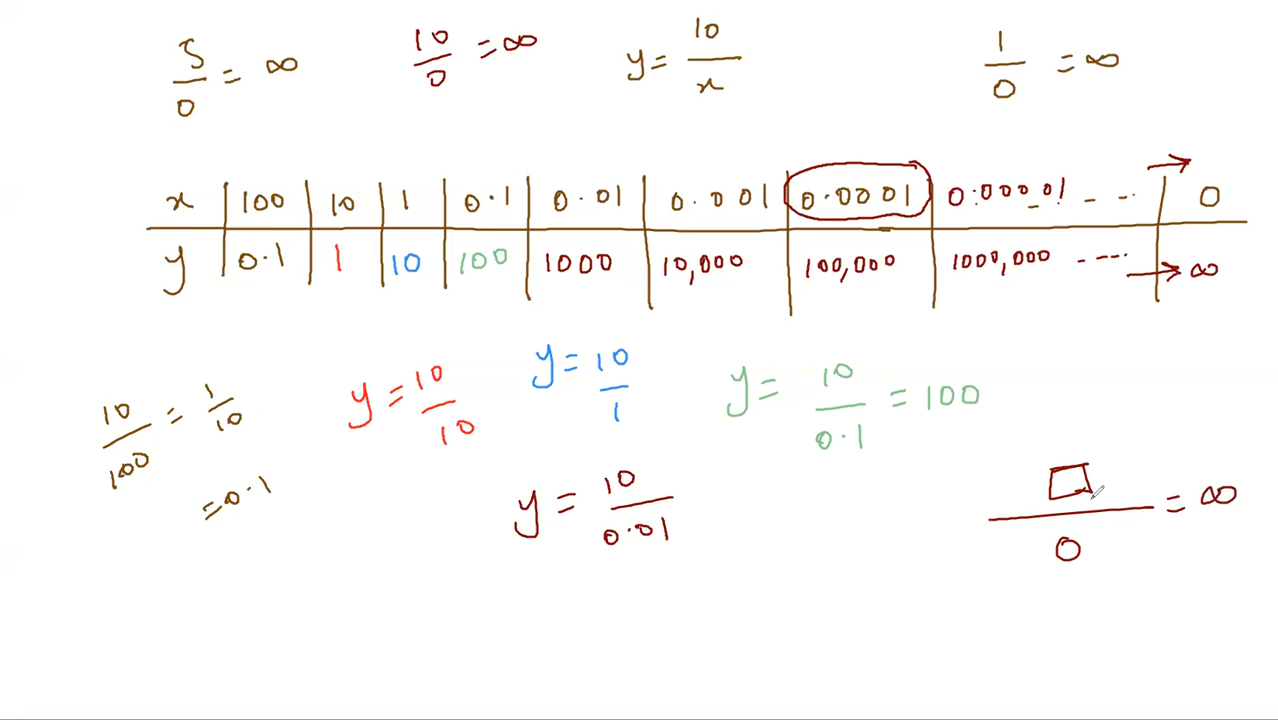 5/0 = ∞   10/0 = ∞   y = 10/x   1/0 = ∞
x | 100 | 10 | 1 | 0.1 | 0.01 | 0.001 | 0.0001 | 0.00001 - - ·· → | 0
y | 0.1 | 1 | 10 | 100 | 1000 | 10,000 | 100,000 | 1000,000 - --- → | ∞
10/100 = 1/10   y = 10/10   y = 10/1   y = 10/0.1 = 100
= 0.1   y = 10/0.01   □/0 = ∞